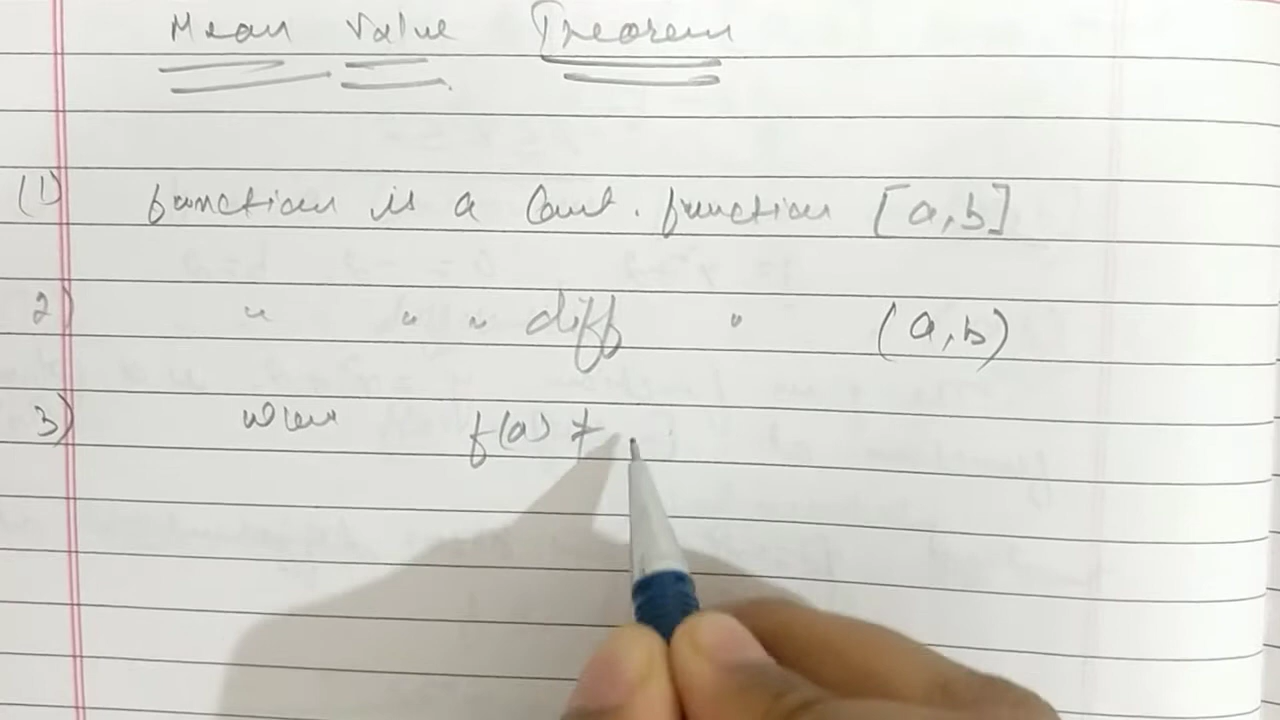 Mean Value Theorem
(1) function is a Cont. function [a,b]
2) " " " diff " (a,b)
3) when f(a) ≠